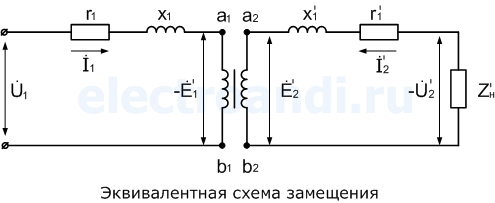 r₁ x₁ a₁ a₂ x₁' r₁'
İ₁ İ₂'
U̇₁ -Ė₁' Ė₂' -U̇₂' Zн'
electroandi.ru
b₁ b₂
Эквивалентная схема замещения